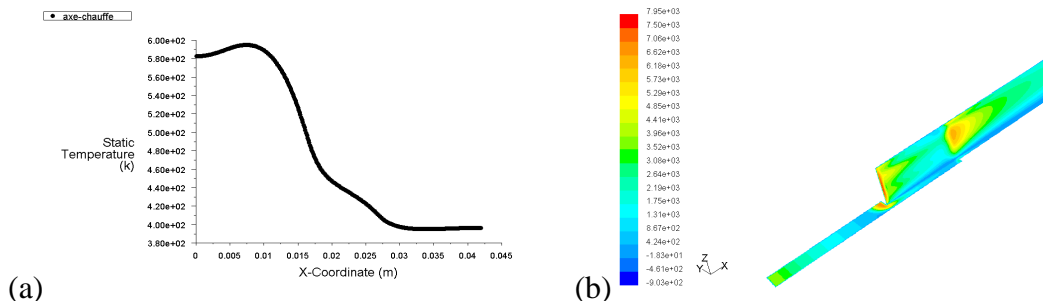 axe-chauffe
6.00e+02
5.80e+02
5.60e+02
5.40e+02
5.20e+02
5.00e+02
4.80e+02
4.60e+02
4.40e+02
4.20e+02
4.00e+02
3.80e+02
Static
Temperature
(k)
0 0.005 0.01 0.015 0.02 0.025 0.03 0.035 0.04 0.045
X-Coordinate (m)
(a)
7.95e+03
7.50e+03
7.06e+03
6.62e+03
6.18e+03
5.73e+03
5.29e+03
4.85e+03
4.41e+03
3.96e+03
3.52e+03
3.08e+03
2.64e+03
2.19e+03
1.75e+03
1.31e+03
8.67e+02
4.24e+02
-1.83e+01
-4.61e+02
-9.03e+02
Z
Y X
(b)